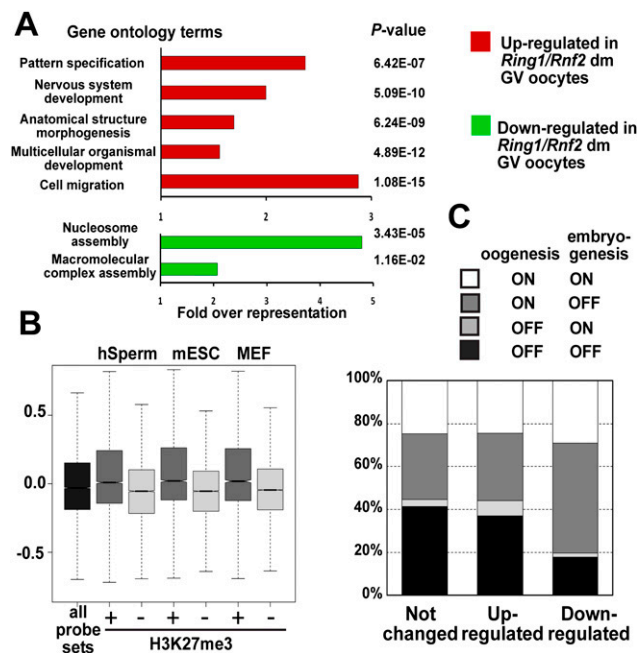 A
Gene ontology terms
P-value
Pattern specification
6.42E-07
Nervous system
development
5.09E-10
Anatomical structure
morphogenesis
6.24E-09
Multicellular organismal
development
4.89E-12
Cell migration
1.08E-15
1 2 3
Nucleosome
assembly
3.43E-05
Macromolecular
complex assembly
1.16E-02
1 2 3 4 5
Fold over representation
Up-regulated in
Ring1/Rnf2 dm
GV oocytes
Down-regulated in
Ring1/Rnf2 dm
GV oocytes
B
hSperm mESC MEF
0.5
0.0
-0.5
all
probe
sets
+ - + - + -
H3K27me3
C
oogenesis embryo-
genesis
ON ON
ON OFF
OFF ON
OFF OFF
100%
80%
60%
40%
20%
0%
Not
changed
Up-
regulated
Down-
regulated